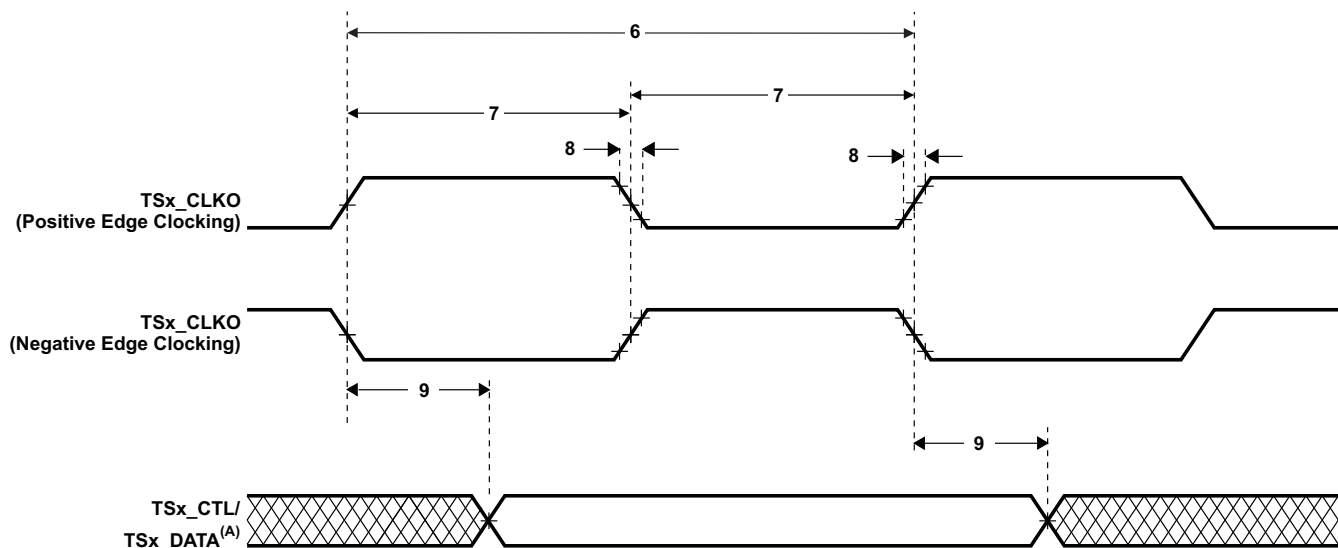 6
7
7
8
8
TSx_CLKO
(Positive Edge Clocking)
TSx_CLKO
(Negative Edge Clocking)
9
9
TSx_CTL/
TSx_DATA(A)